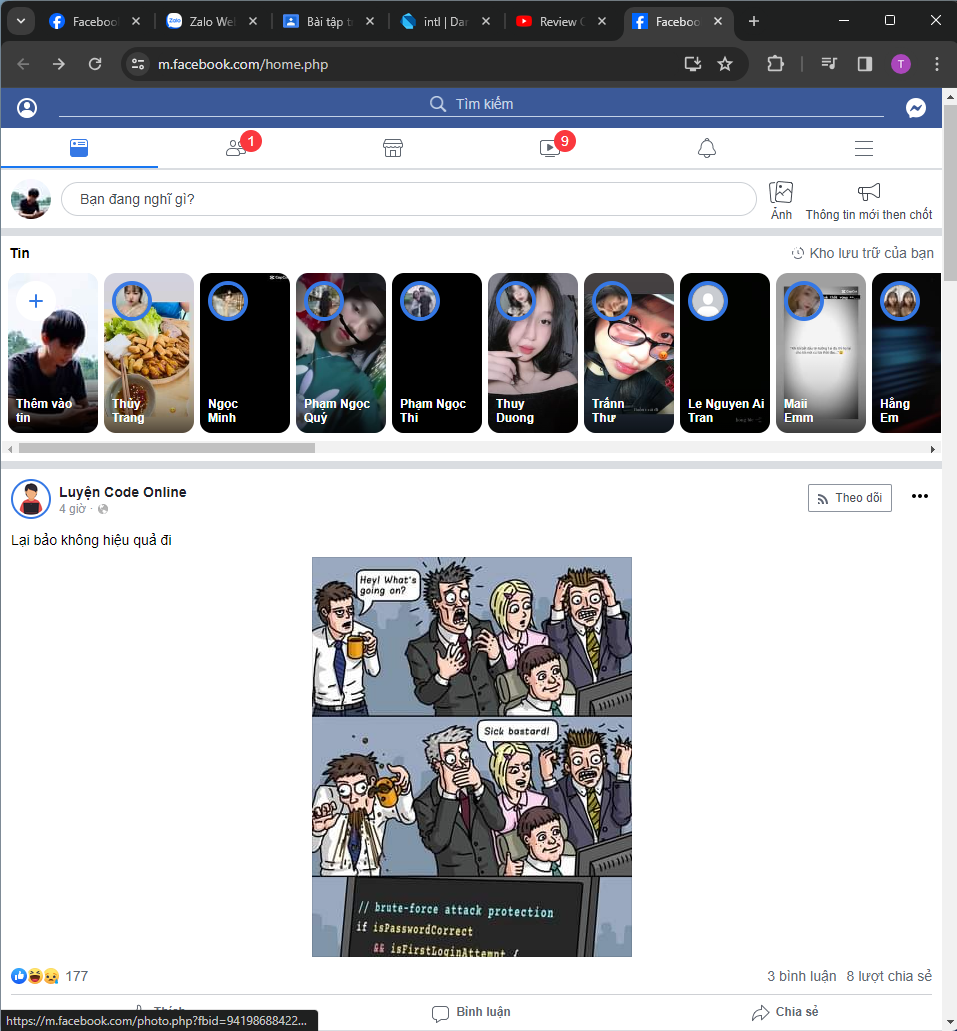 Facebook
Zalo Wel
Bài tập t
intl | Dar
Review C
Facebook
m.facebook.com/home.php
T
Tìm kiếm
1
9
Bạn đang nghĩ gì?
Ảnh
Thông tin mới then chốt
Tin
Kho lưu trữ của bạn
Thêm vào
tin
Thuỳ
Trang
Ngọc
Minh
Phạm Ngọc
Quý
Phạm Ngọc
Thi
Thuy
Duong
Trânn
Thư
Le Nguyen Ai
Tran
Maii
Emm
Hằng
Em
Luyện Code Online
4 giờ ·
Theo dõi
Lại bảo không hiệu quả đi
Hey! What's
going on?
Sick bastard!
// brute-force attack protection
if isPasswordCorrect
&& isFirstLoginAttempt {
177
3 bình luận 8 lượt chia sẻ
Thích
Bình luận
Chia sẻ
https://m.facebook.com/photo.php?fbid=94198688422...